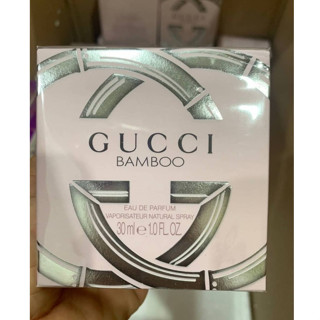 GUCCI
BAMBOO
EAU DE PARFUM
VAPORISATEUR NATURAL SPRAY
30 ml ℮ 1.0 FL.OZ